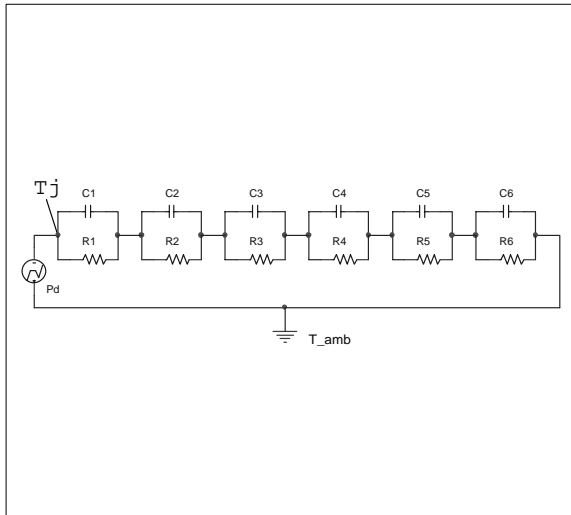 Tj
C1 C2 C3 C4 C5 C6
R1 R2 R3 R4 R5 R6
Pd
T_amb